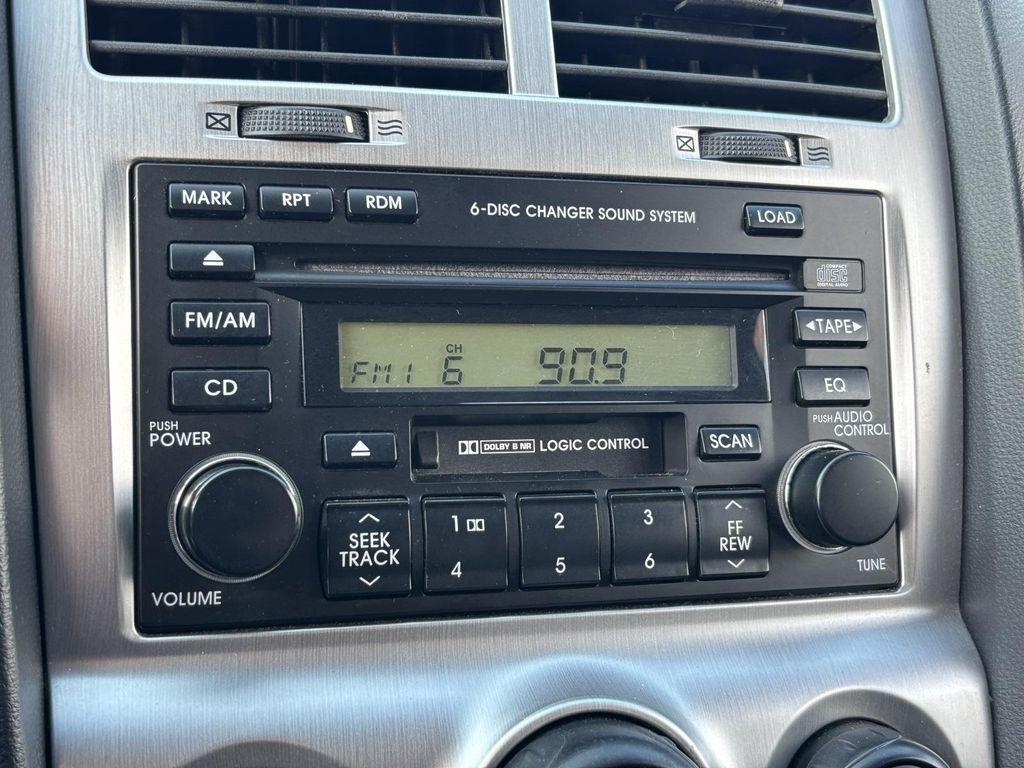 MARK RPT RDM 6-DISC CHANGER SOUND SYSTEM LOAD
COMPACT
disc
DIGITAL AUDIO
FM/AM
CH
FM1 6 90.9
◄TAPE►
CD
EQ
PUSH
POWER
DOLBY B NR LOGIC CONTROL
SCAN
PUSH AUDIO
CONTROL
SEEK
TRACK
1 2 3
4 5 6
FF
REW
VOLUME
TUNE